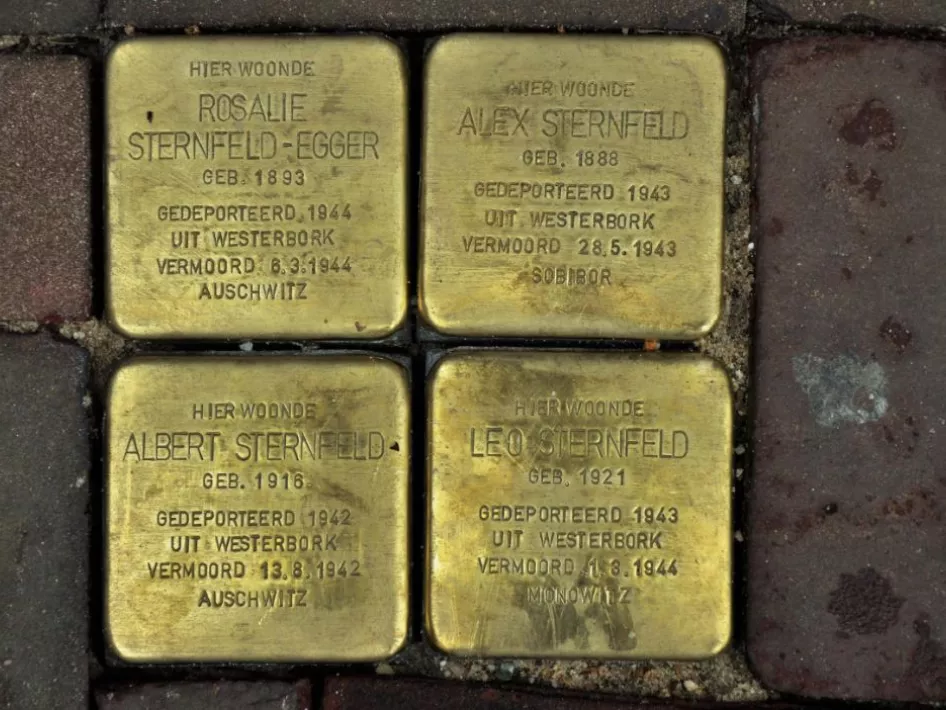 HIER WOONDE
ROSALIE
STERNFELD-EGGER
GEB. 1893
GEDEPORTEERD 1944
UIT WESTERBORK
VERMOORD 6.3.1944
AUSCHWITZ
HIER WOONDE
ALEX STERNFELD
GEB. 1888
GEDEPORTEERD 1943
UIT WESTERBORK
VERMOORD 28.5.1943
SOBIBOR
HIER WOONDE
ALBERT STERNFELD
GEB. 1916
GEDEPORTEERD 1942
UIT WESTERBORK
VERMOORD 13.8.1942
AUSCHWITZ
HIER WOONDE
LEO STERNFELD
GEB. 1921
GEDEPORTEERD 1943
UIT WESTERBORK
VERMOORD 1.3.1944
MONOWITZ